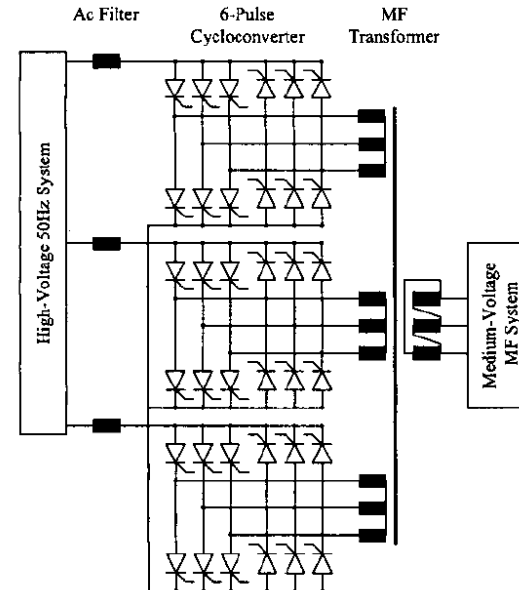 Ac Filter
6-Pulse
Cycloconverter
MF
Transformer
High-Voltage 50Hz System
Medium-Voltage
MF System